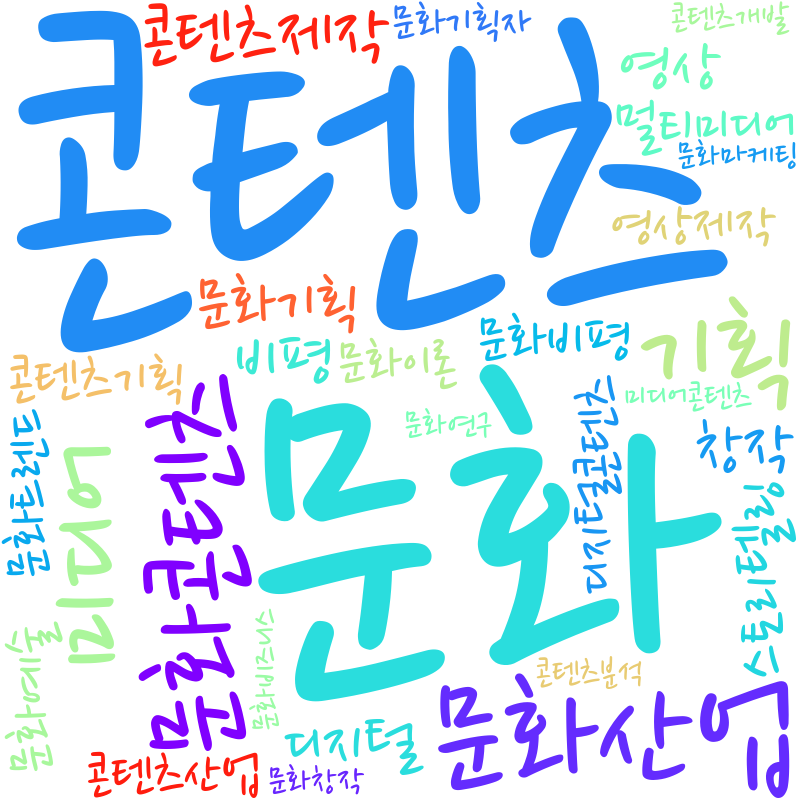 콘텐츠제작
문화기획자
콘텐츠개발
콘텐츠
영상
멀티미디어
문화마케팅
영상제작
문화기획
기획
문화비평
비평
문화이론
콘텐츠기획
문화콘텐츠
문화
디지털콘텐츠
미디어콘텐츠
문화연구
창작
문화트렌드
미디어
스토리텔링
문화예술
문화비즈니스
콘텐츠분석
문화산업
디지털
콘텐츠산업
문화창작